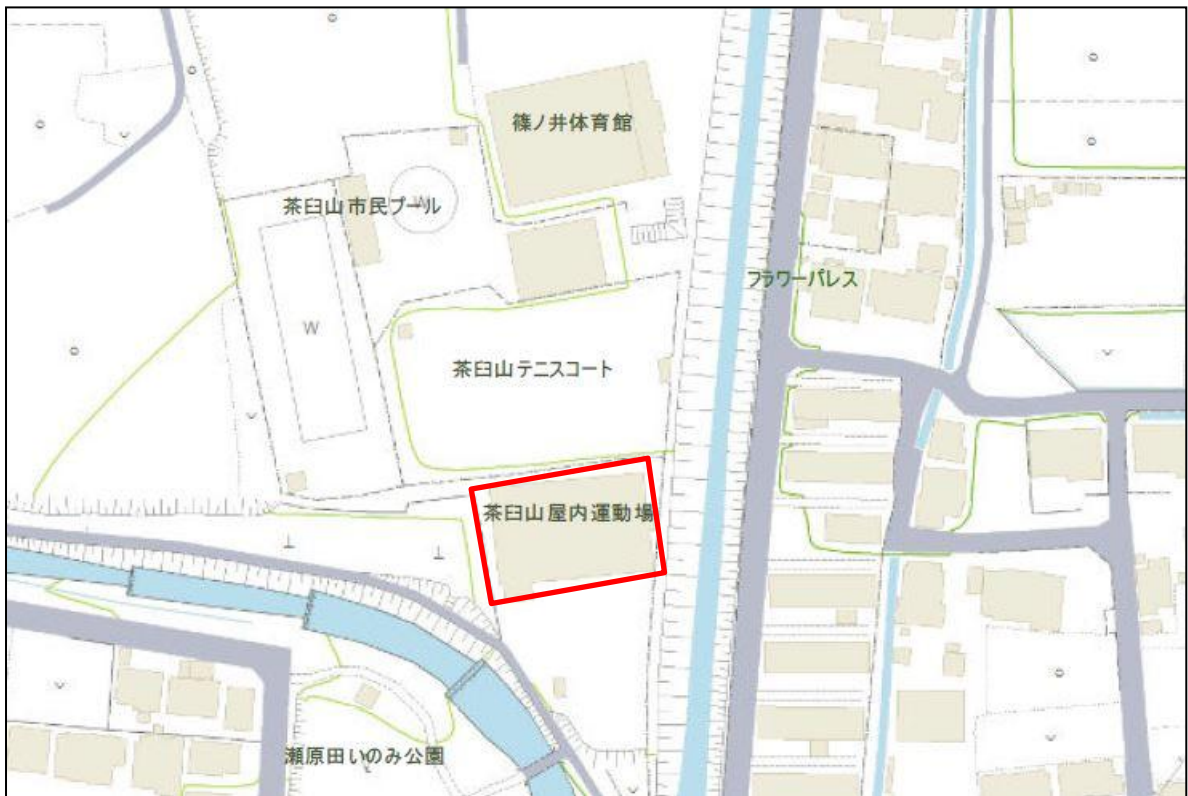 篠ノ井体育館
茶臼山市民プール
W
フラワーパレス
W
茶臼山テニスコート
茶臼山屋内運動場
瀬原田いのみ公園